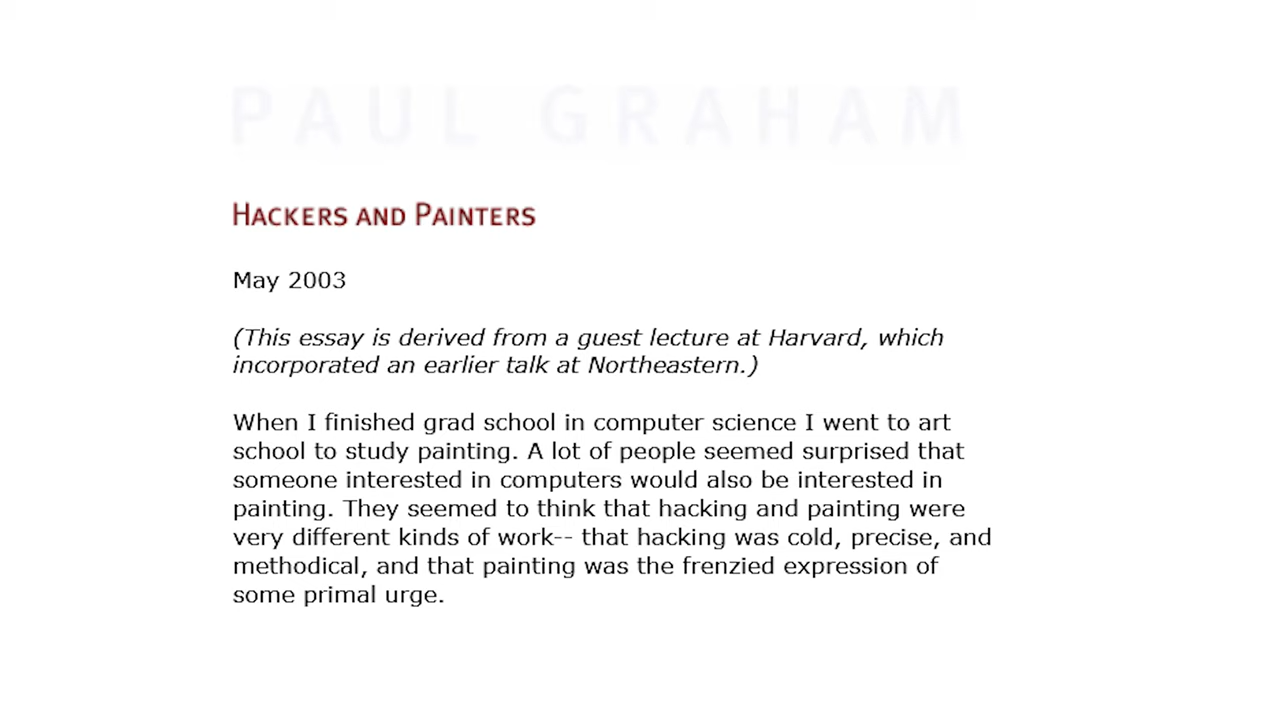 PAUL GRAHAM
HACKERS AND PAINTERS
May 2003
(This essay is derived from a guest lecture at Harvard, which
incorporated an earlier talk at Northeastern.)
When I finished grad school in computer science I went to art
school to study painting. A lot of people seemed surprised that
someone interested in computers would also be interested in
painting. They seemed to think that hacking and painting were
very different kinds of work-- that hacking was cold, precise, and
methodical, and that painting was the frenzied expression of
some primal urge.